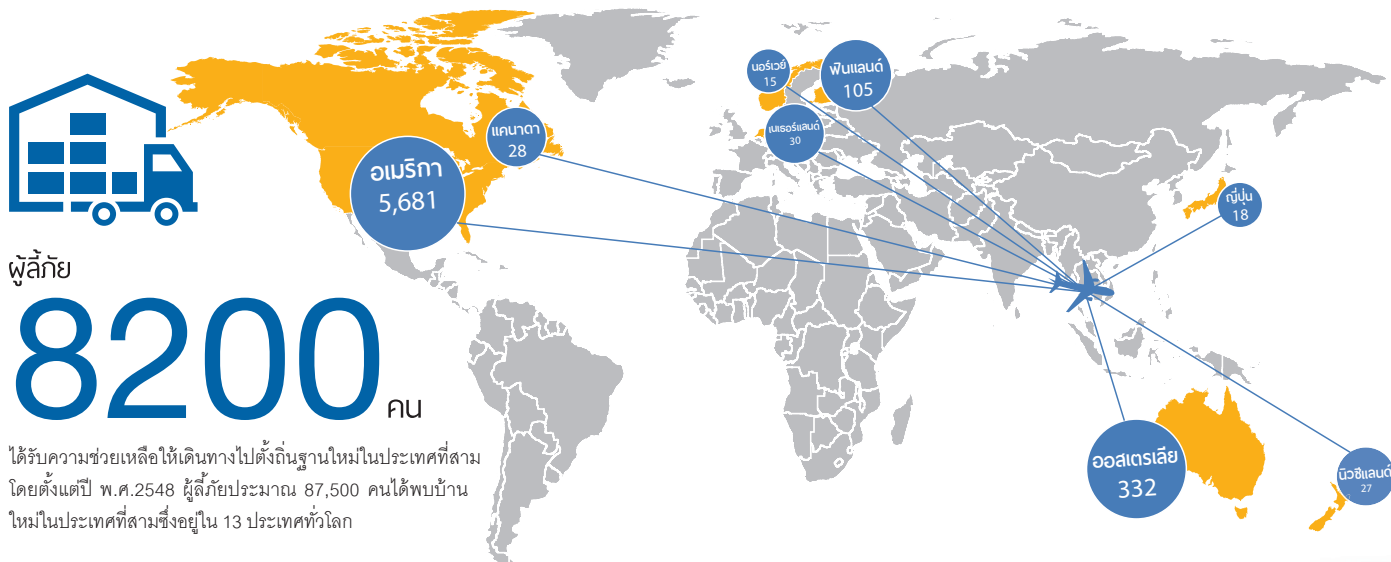 นอร์เวย์
15
ฟินแลนด์
105
แคนาดา
28
เนเธอร์แลนด์
30
อเมริกา
5,681
ญี่ปุ่น
18
ผู้ลี้ภัย
8200 คน
ได้รับความช่วยเหลือให้เดินทางไปตั้งถิ่นฐานใหม่ในประเทศที่สาม
โดยตั้งแต่ปี พ.ศ.2548 ผู้ลี้ภัยประมาณ 87,500 คนได้พบบ้าน
ใหม่ในประเทศที่สามซึ่งอยู่ใน 13 ประเทศทั่วโลก
ออสเตรเลีย
332
นิวซีแลนด์
27